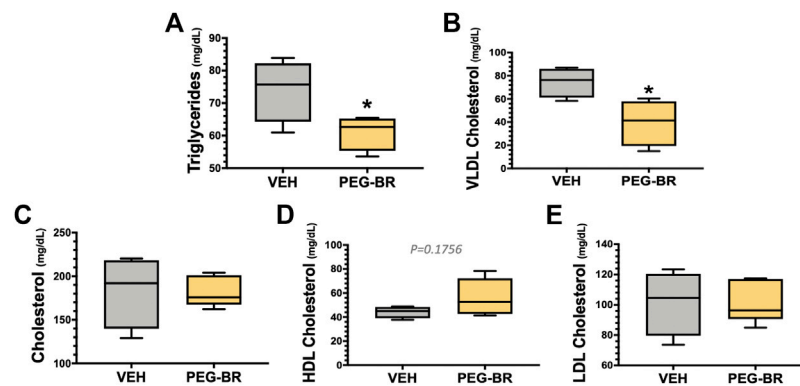 A
Triglycerides (mg/dL)
90
80
70
60
50
*
VEH
PEG-BR
B
VLDL Cholesterol (mg/dL)
100
80
60
40
20
0
*
VEH
PEG-BR
C
Cholesterol (mg/dL)
250
200
150
100
VEH
PEG-BR
D
HDL Cholesterol (mg/dL)
100
80
60
40
20
0
P=0.1756
VEH
PEG-BR
E
LDL Cholesterol (mg/dL)
140
120
100
80
60
VEH
PEG-BR